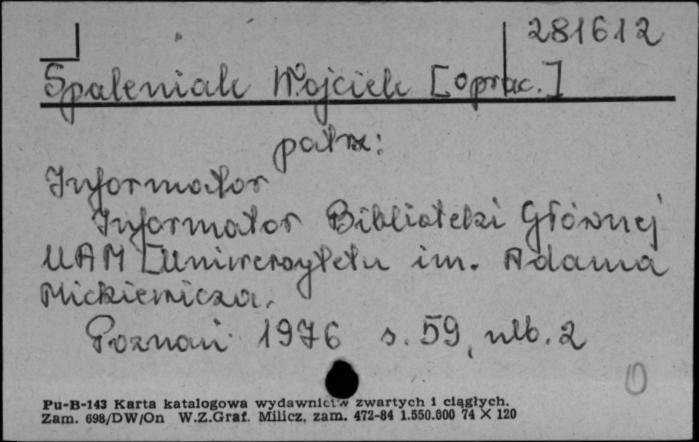 281612
Spaleniak Wojciech [oprac.]
patrz:
Informator
Informator Biblioteki Głównej
UAM [Uniwersytetu im. Adama
Mickiewicza.
Poznań 1976 s. 59, nlb. 2
Pu-B-143 Karta katalogowa wydawnictw zwartych i ciągłych.
Zam. 698/DW/On W.Z.Graf. Milicz, zam. 472-84 1.550.000 74 X 120